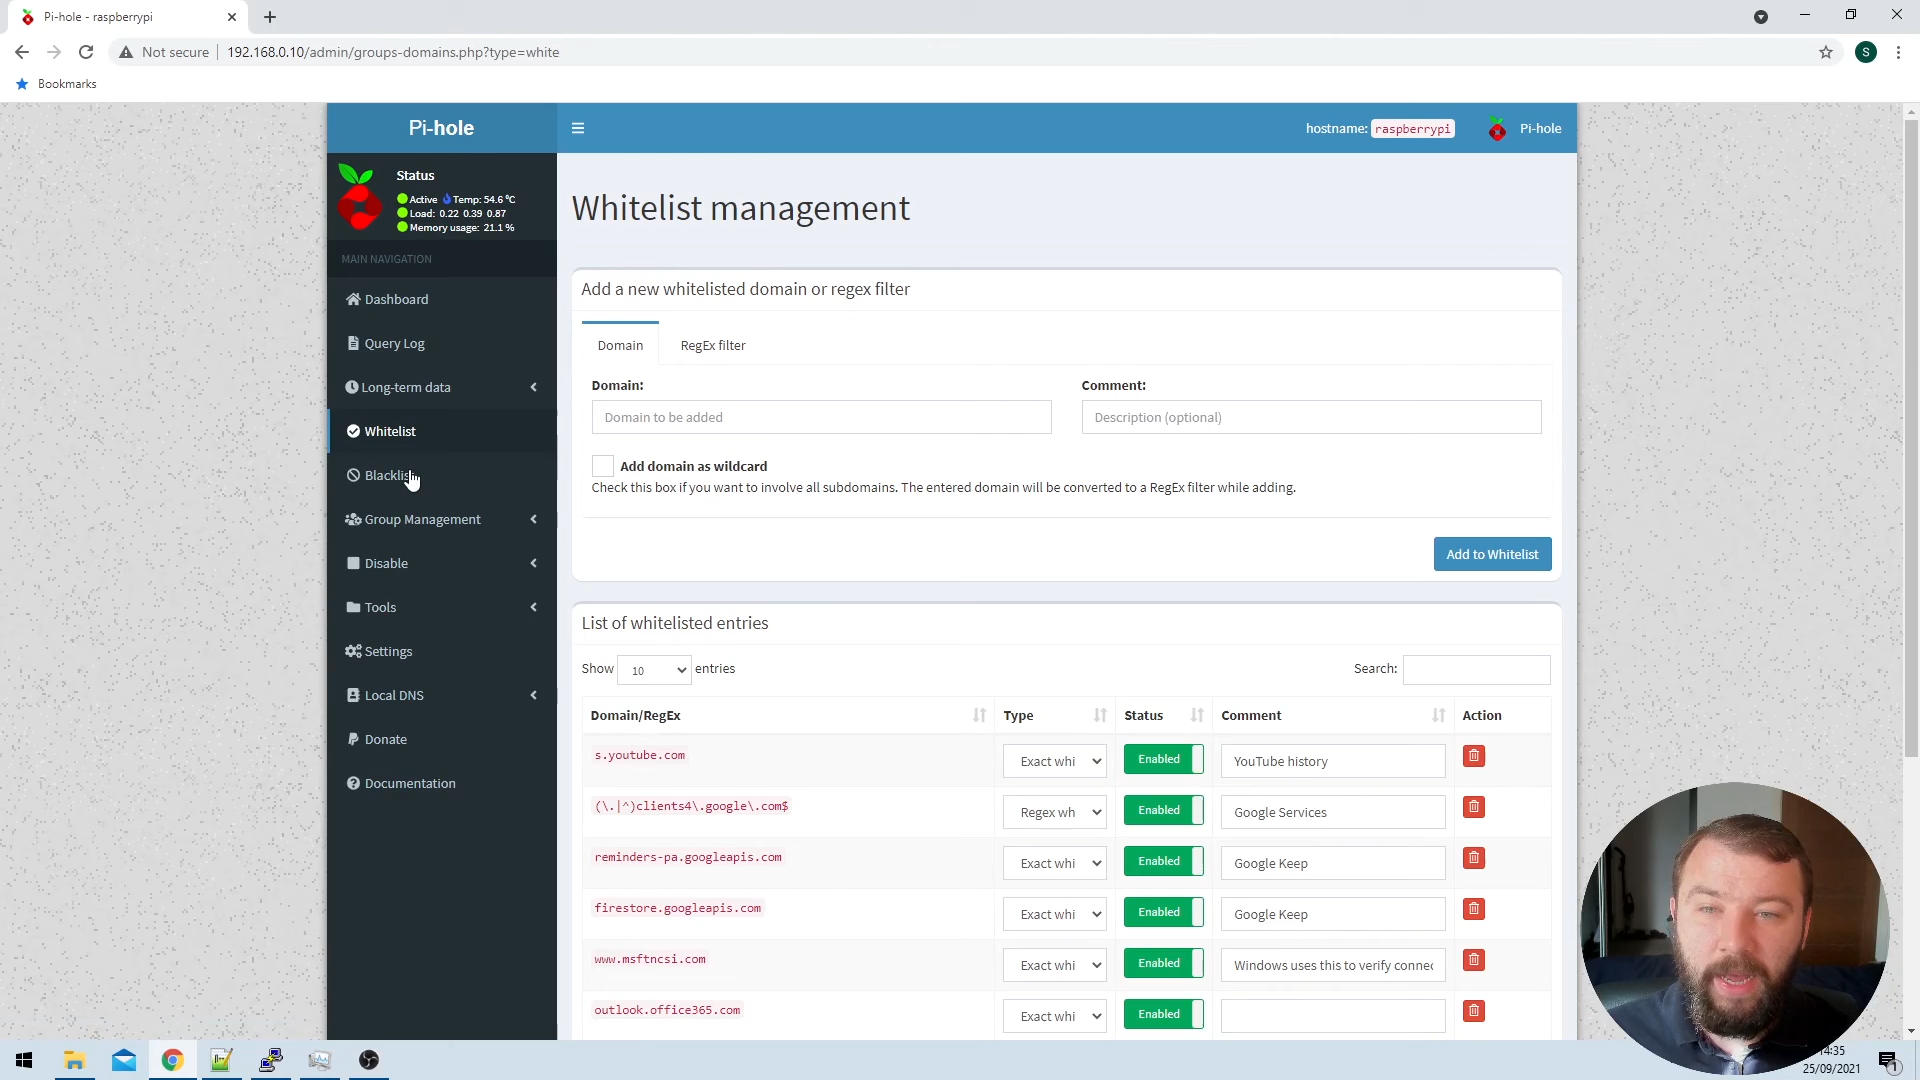 Pi-hole - raspberrypi
Not secure
192.168.0.10/admin/groups-domains.php?type=white
S
Bookmarks
Pi-hole
hostname: raspberrypi
Pi-hole
Status
Active Temp: 54.6 °C
Load: 0.22 0.39 0.87
Memory usage: 21.1 %
MAIN NAVIGATION
Dashboard
Query Log
Long-term data
Whitelist
Group Management
Disable
Tools
Settings
Local DNS
Donate
Documentation
Whitelist management
Add a new whitelisted domain or regex filter
Domain
RegEx filter
Domain:
Comment:
Domain to be added
Description (optional)
Add domain as wildcard
Check this box if you want to involve all subdomains. The entered domain will be converted to a RegEx filter while adding.
Add to Whitelist
List of whitelisted entries
Show 10 entries
Search:
Domain/RegEx Type Status Comment Action
s.youtube.com Exact whi Enabled YouTube history
(\.|^)clients4\.google\.com$ Regex wh Enabled Google Services
reminders-pa.googleapis.com Exact whi Enabled Google Keep
firestore.googleapis.com Exact whi Enabled Google Keep
www.msftncsi.com Exact whi Enabled Windows uses this to verify connec
outlook.office365.com Exact whi Enabled
14:35
25/09/2021
1